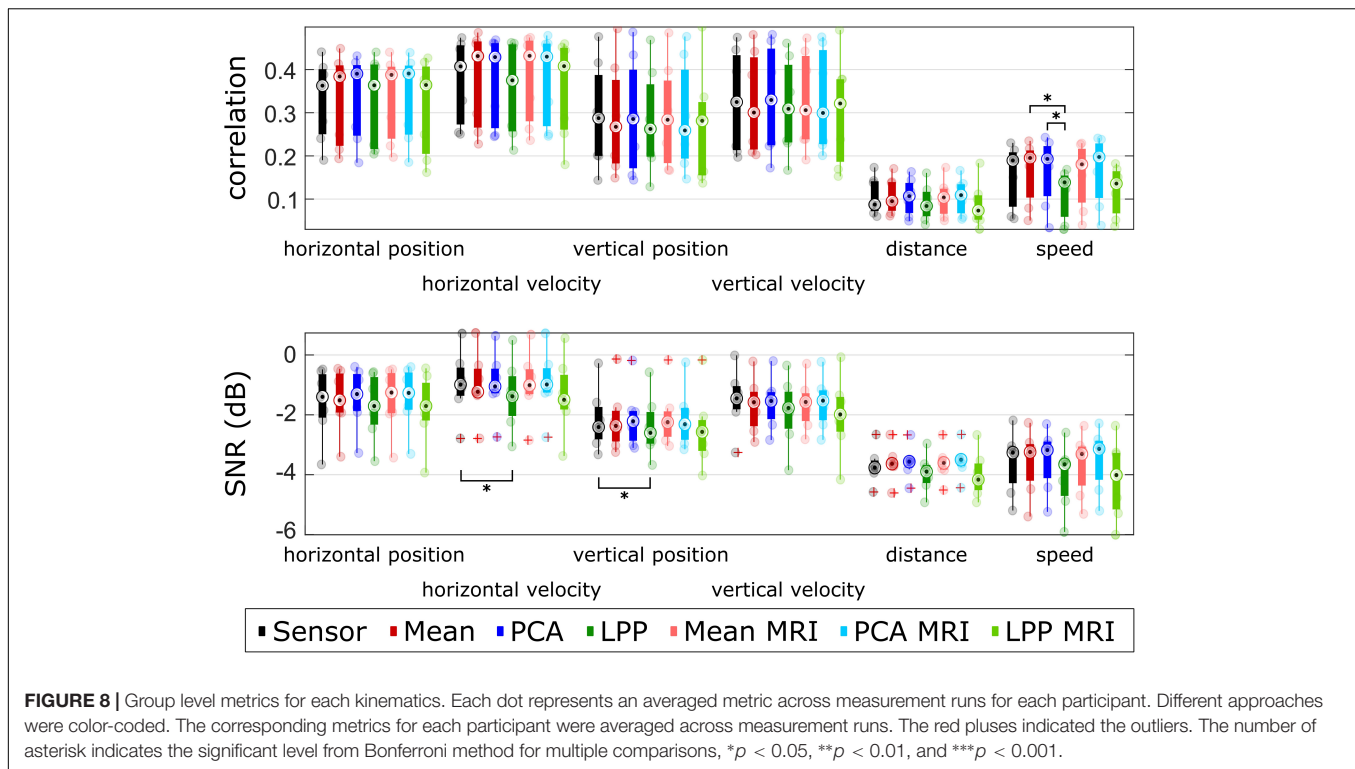 correlation
0.4
0.3
0.2
0.1
*
*
horizontal position
vertical position
distance
speed
horizontal velocity
vertical velocity
SNR (dB)
0
-2
-4
-6
*
*
horizontal position
vertical position
distance
speed
horizontal velocity
vertical velocity
Sensor Mean PCA LPP Mean MRI PCA MRI LPP MRI
FIGURE 8 | Group level metrics for each kinematics. Each dot represents an averaged metric across measurement runs for each participant. Different approaches
were color-coded. The corresponding metrics for each participant were averaged across measurement runs. The red pluses indicated the outliers. The number of
asterisk indicates the significant level from Bonferroni method for multiple comparisons, *p < 0.05, **p < 0.01, and ***p < 0.001.